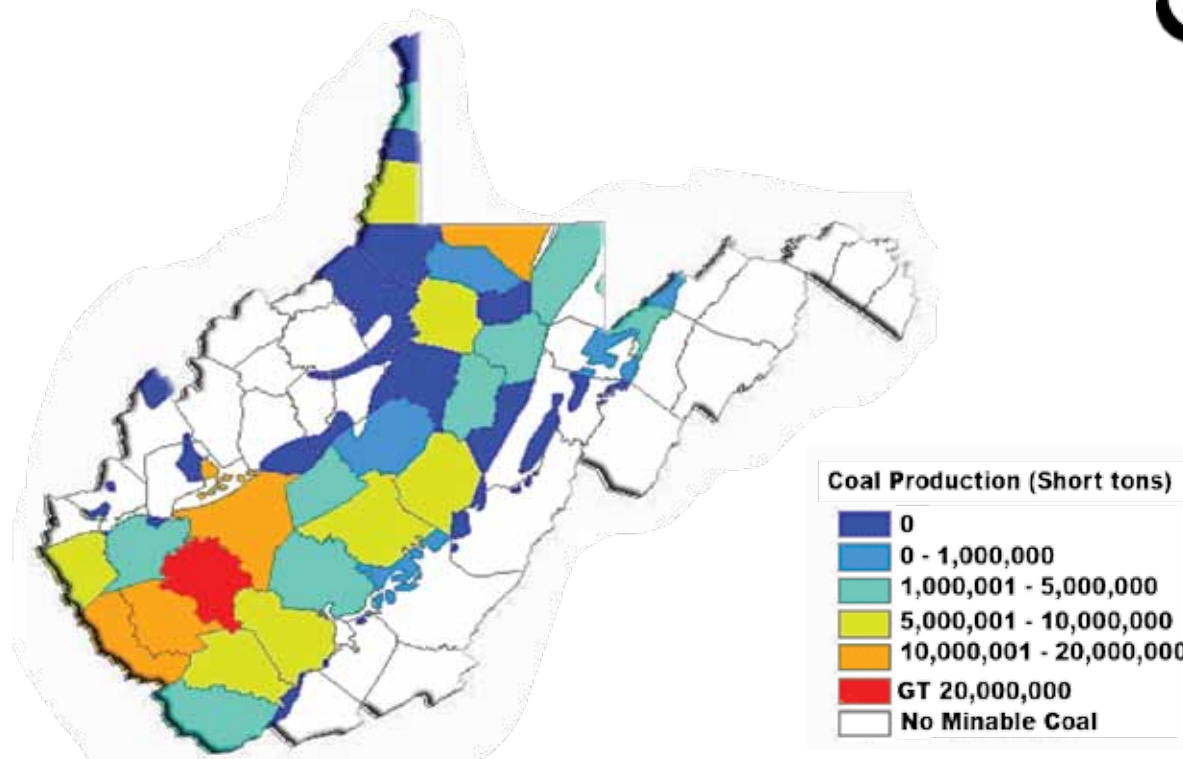 Coal Production (Short tons)
0
0 - 1,000,000
1,000,001 - 5,000,000
5,000,001 - 10,000,000
10,000,001 - 20,000,000
GT 20,000,000
No Minable Coal